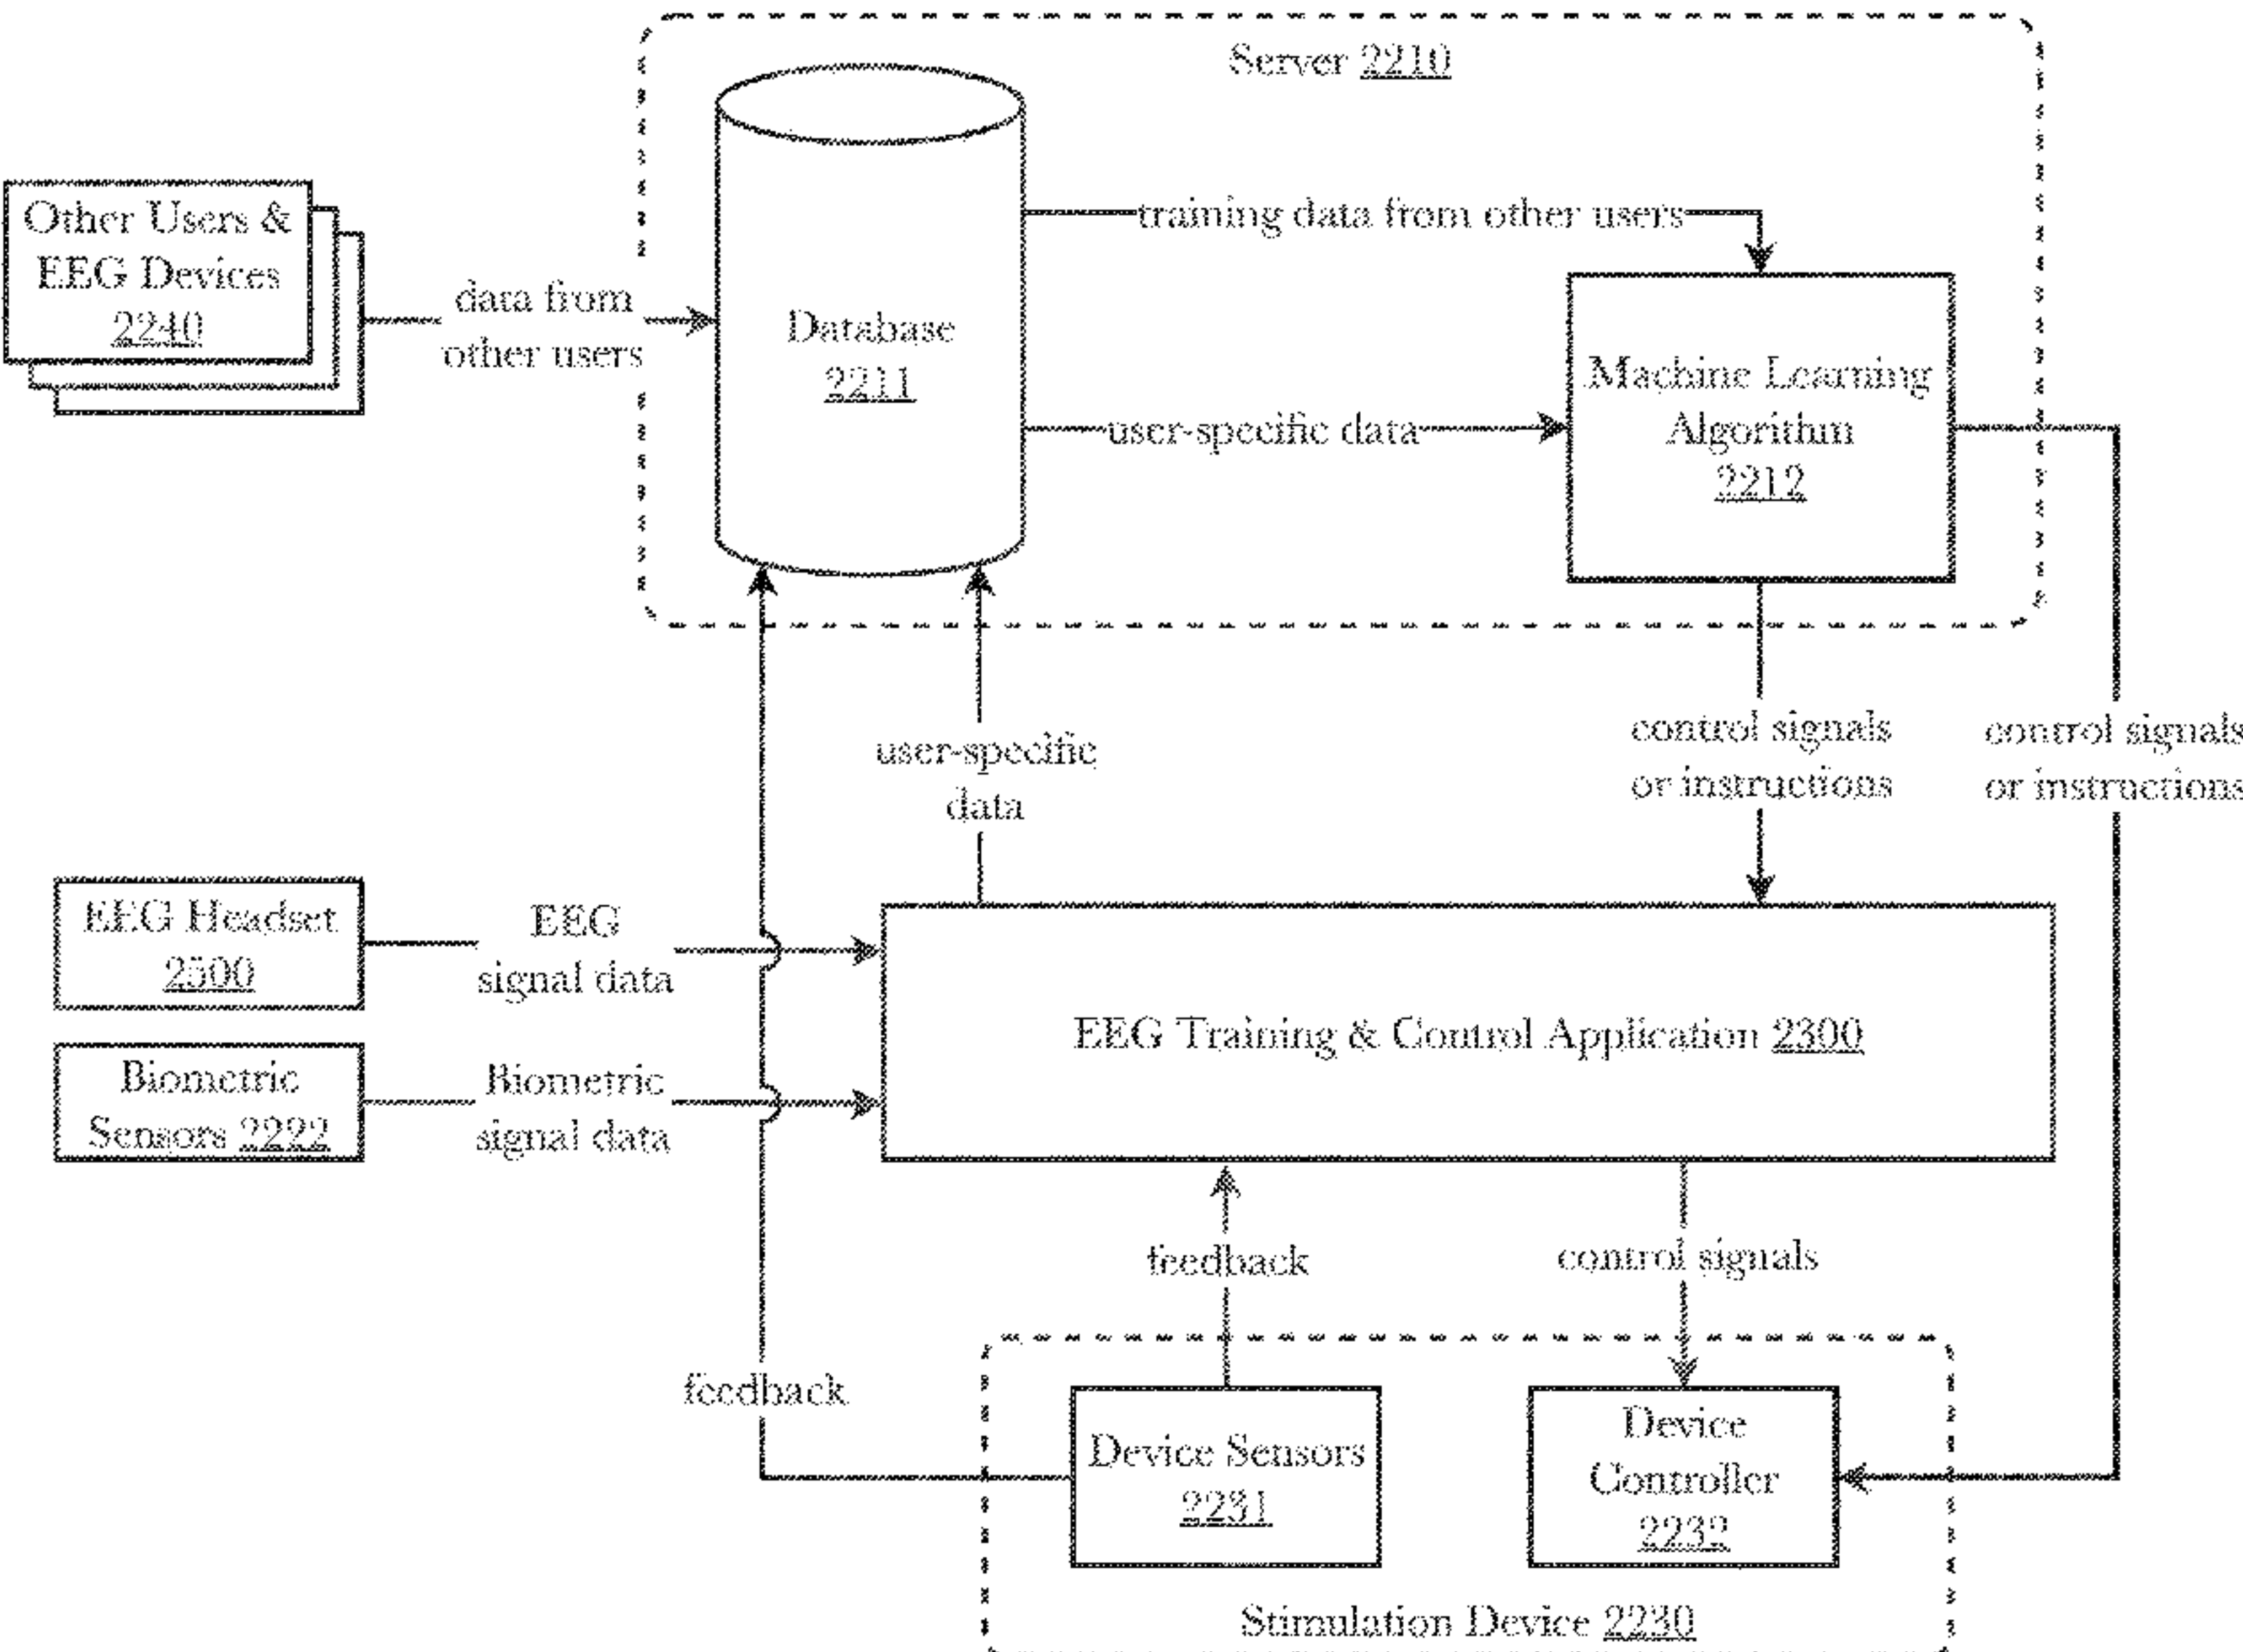 Server 2210
Other Users &
EEG Devices
2240
data from
other users
Database
2211
training data from other users
user-specific data
Machine Learning
Algorithm
2212
user-specific
data
control signals
or instructions
control signals
or instructions
EEG Headset
2500
EEG
signal data
Biometric
Sensors 2222
Biometric
signal data
EEG Training & Control Application 2300
feedback
control signals
feedback
Device Sensors
2231
Device
Controller
2232
Stimulation Device 2230